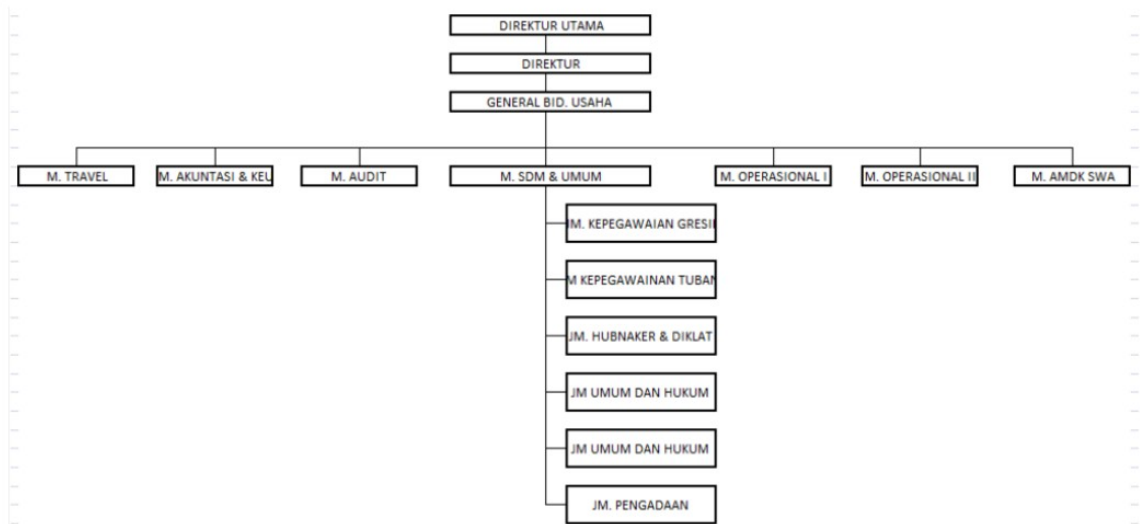 DIREKTUR UTAMA
DIREKTUR
GENERAL BID. USAHA
M. TRAVEL
M. AKUNTASI & KEU
M. AUDIT
M. SDM & UMUM
M. OPERASIONAL I
M. OPERASIONAL II
M. AMDK SWA
M. KEPEGAWAIAN GRESI
M KEPEGAWAINAN TUBAN
JM. HUBNAKER & DIKLAT
JM UMUM DAN HUKUM
JM UMUM DAN HUKUM
JM. PENGADAAN